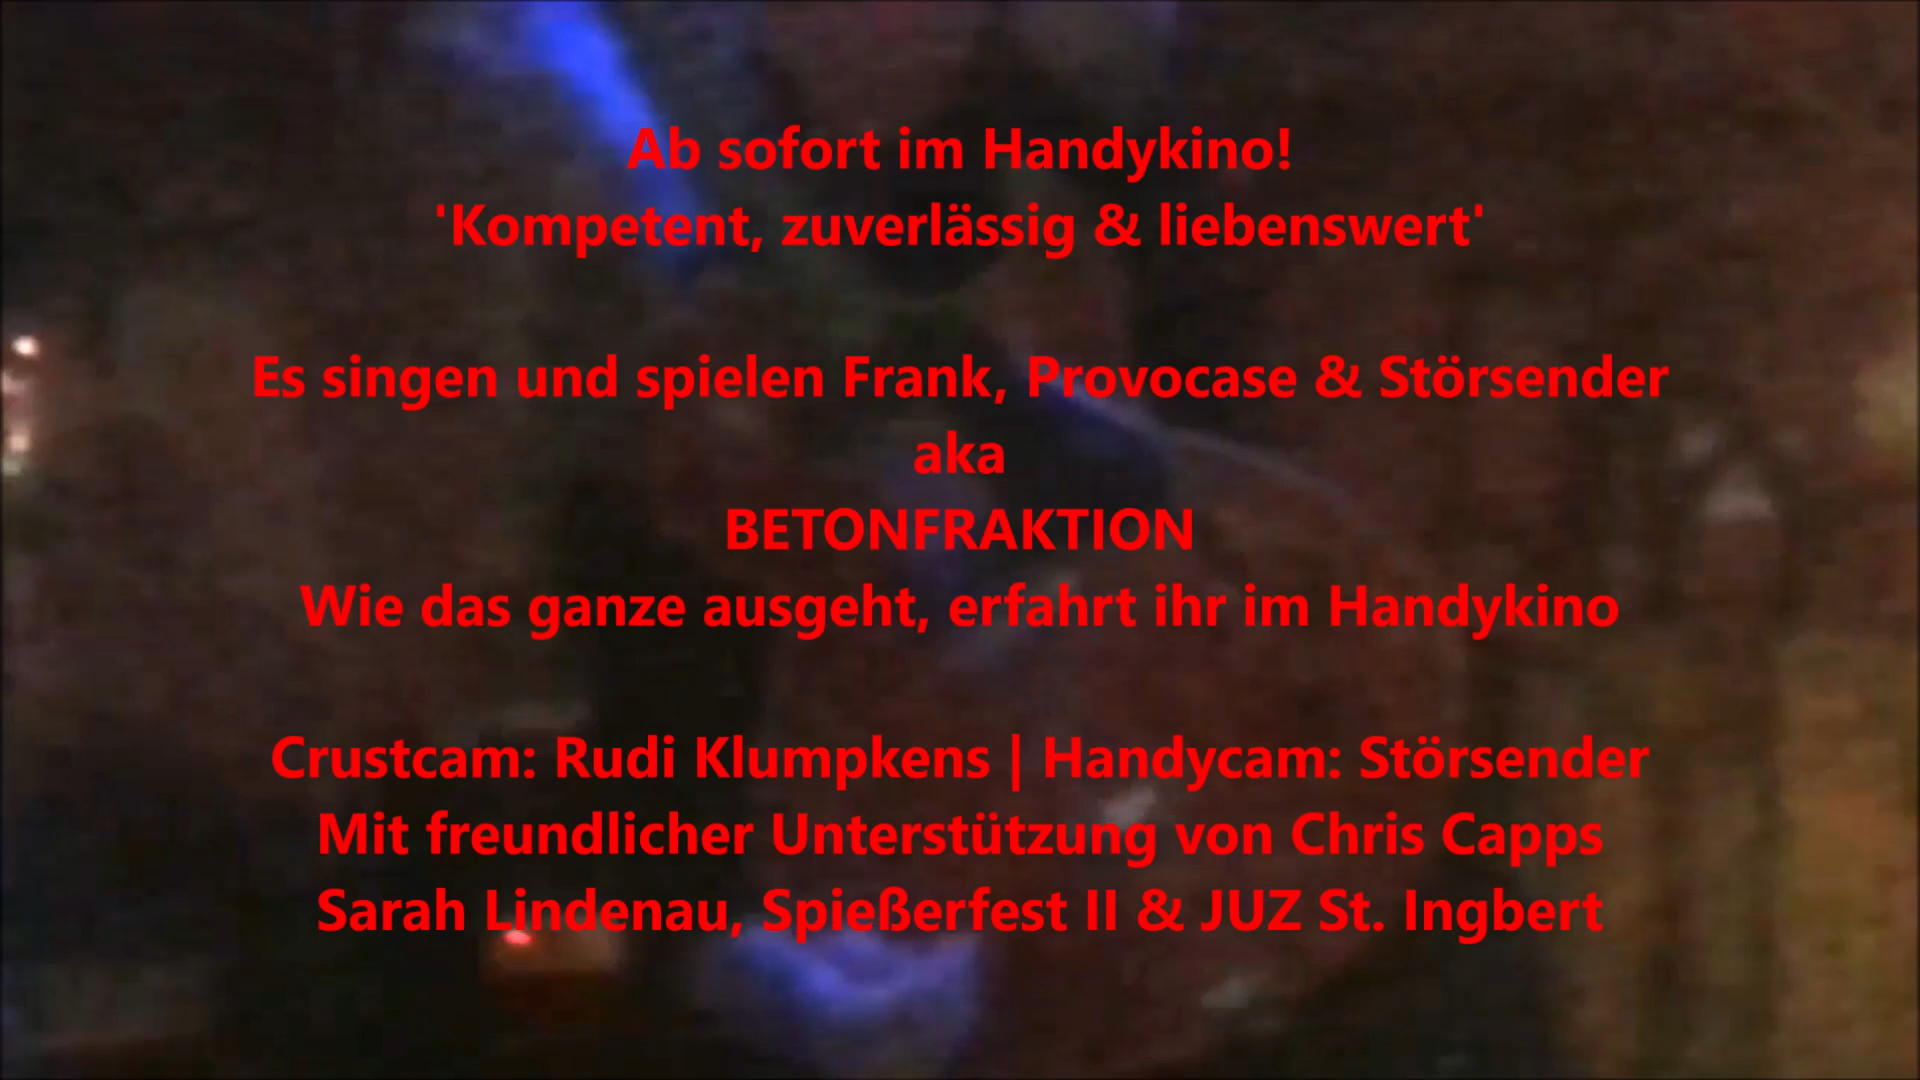 Ab sofort im Handykino!
'Kompetent, zuverlässig & liebenswert'
Es singen und spielen Frank, Provocase & Störsender
aka
BETONFRAKTION
Wie das ganze ausgeht, erfahrt ihr im Handykino
Crustcam: Rudi Klumpkens | Handycam: Störsender
Mit freundlicher Unterstützung von Chris Capps
Sarah Lindenau, Spießerfest II & JUZ St. Ingbert